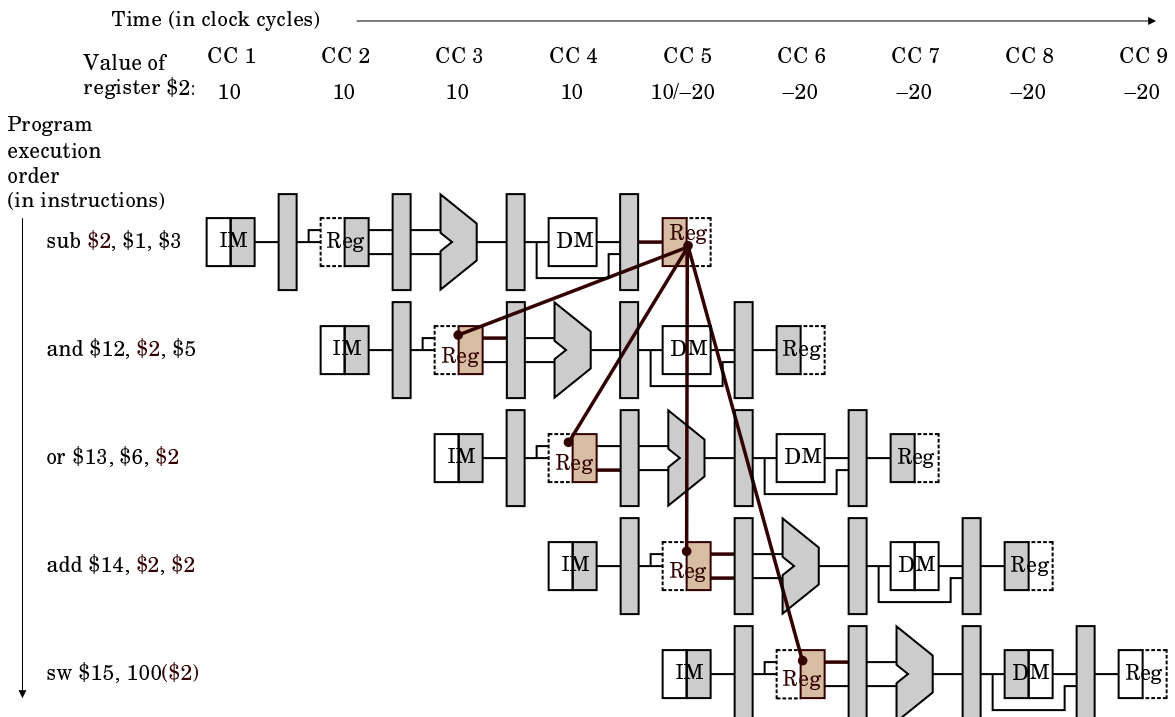 Time (in clock cycles)
CC 1 CC 2 CC 3 CC 4 CC 5 CC 6 CC 7 CC 8 CC 9
Value of
register $2:
10 10 10 10 10/–20 –20 –20 –20 –20
Program
execution
order
(in instructions)
sub $2, $1, $3
IM Reg DM Reg
and $12, $2, $5
IM Reg DM Reg
or $13, $6, $2
IM Reg DM Reg
add $14, $2, $2
IM Reg DM Reg
sw $15, 100($2)
IM Reg DM Reg